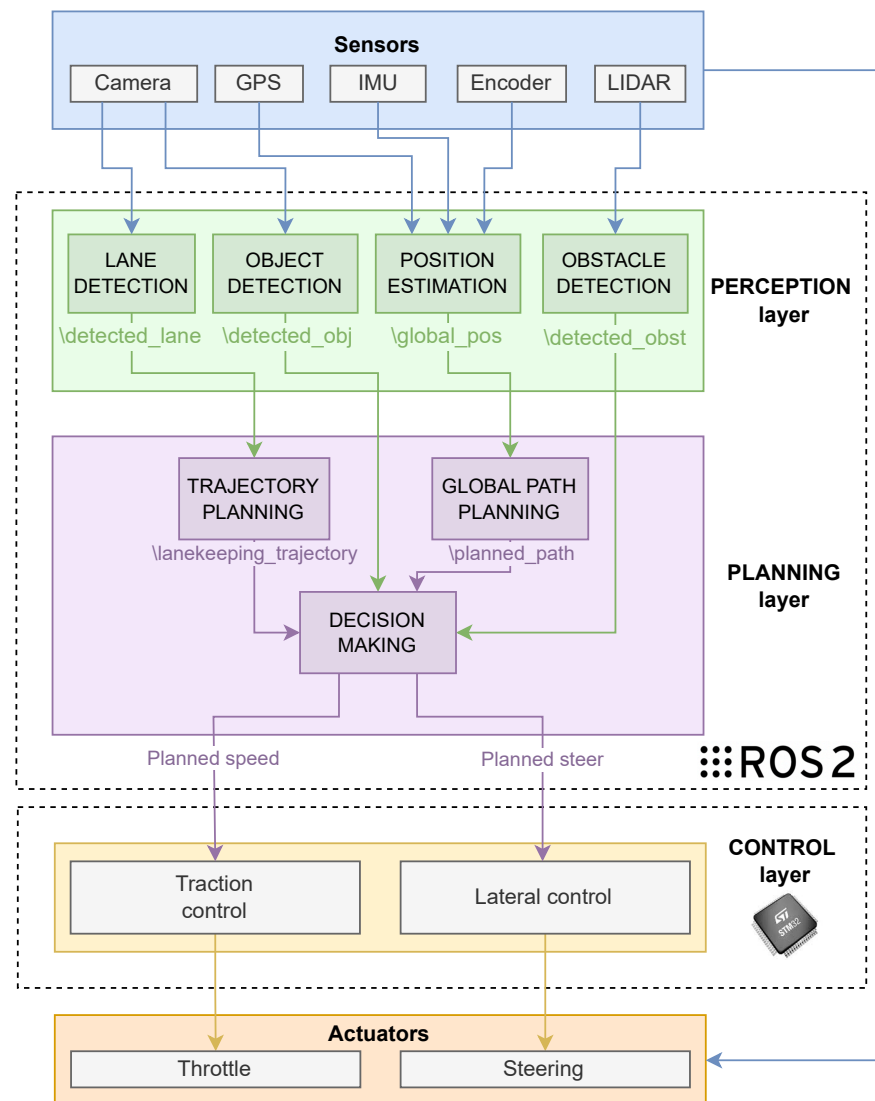 Sensors
Camera
GPS
IMU
Encoder
LIDAR
LANE
DETECTION
OBJECT
DETECTION
POSITION
ESTIMATION
OBSTACLE
DETECTION
PERCEPTION
layer
\detected_lane
\detected_obj
\global_pos
\detected_obst
TRAJECTORY
PLANNING
GLOBAL PATH
PLANNING
\lanekeeping_trajectory
\planned_path
PLANNING
layer
DECISION
MAKING
Planned speed
Planned steer
ROS 2
CONTROL
layer
Traction
control
Lateral control
ST
STM32
Actuators
Throttle
Steering